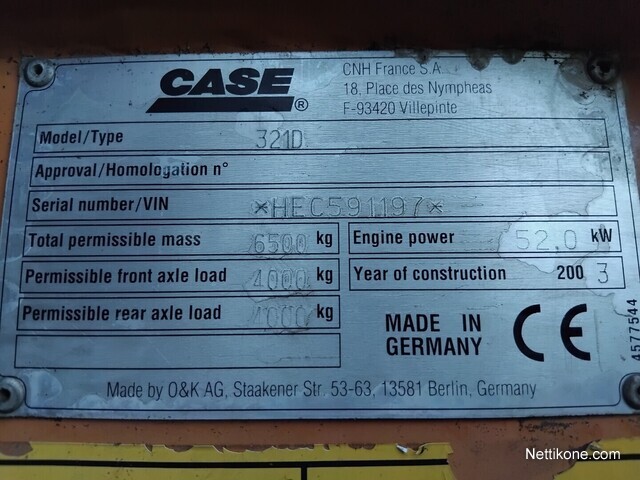 CASE®
CNH France S.A
18, Place des Nympheas
F-93420 Villepinte
Model/Type 321D
Approval/Homologation n°
Serial number/VIN *HEC591197*
Total permissible mass 6500 kg
Engine power 52.0 kW
Permissible front axle load 4000 kg
Year of construction 200 3
Permissible rear axle load 4000 kg
MADE IN
GERMANY
CE
4577544
Made by O&K AG, Staakener Str. 53-63, 13581 Berlin, Germany
Nettikone.com